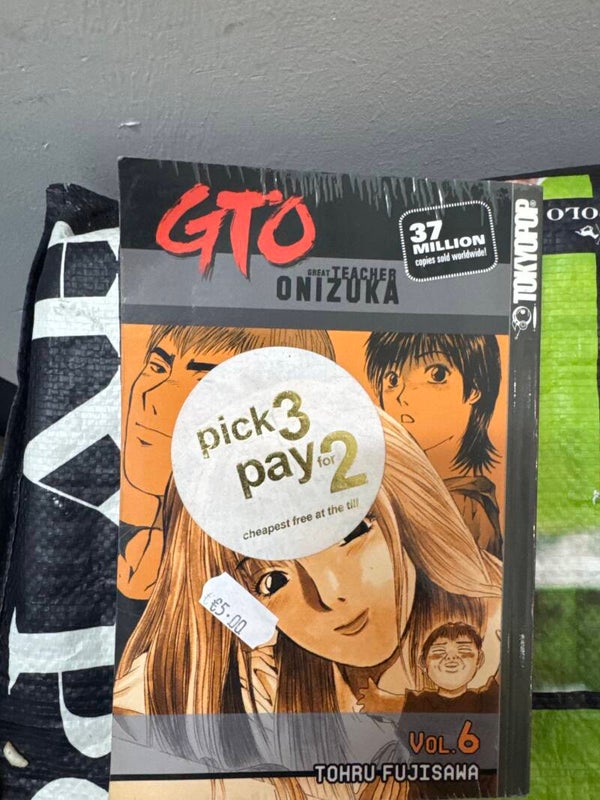 GTO
GREAT TEACHER
ONIZUKA
37
MILLION
copies sold worldwide!
TOKYOPOP®
pick 3
pay for 2
cheapest free at the till
€5.00
VOL.6
TOHRU FUJISAWA
OLO